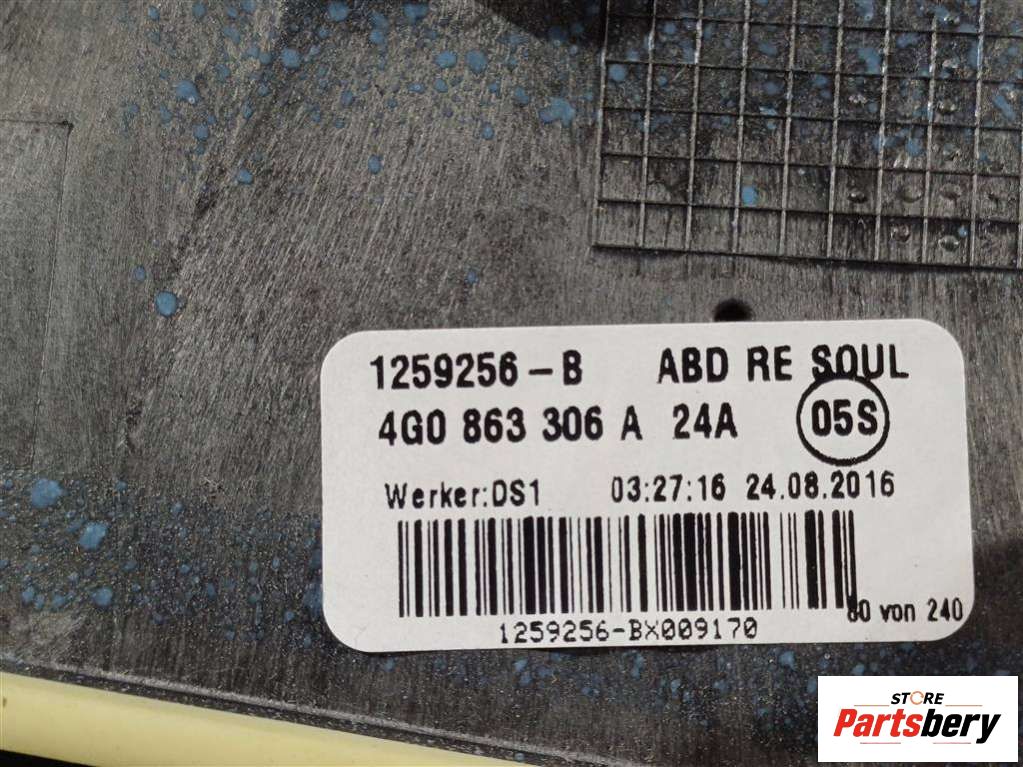 1259256-B ABD RE SOUL
4G0 863 306 A 24A 05S
Werker:DS1 03:27:16 24.08.2016
80 von 240
1259256-BX009170
STORE
Partsbery